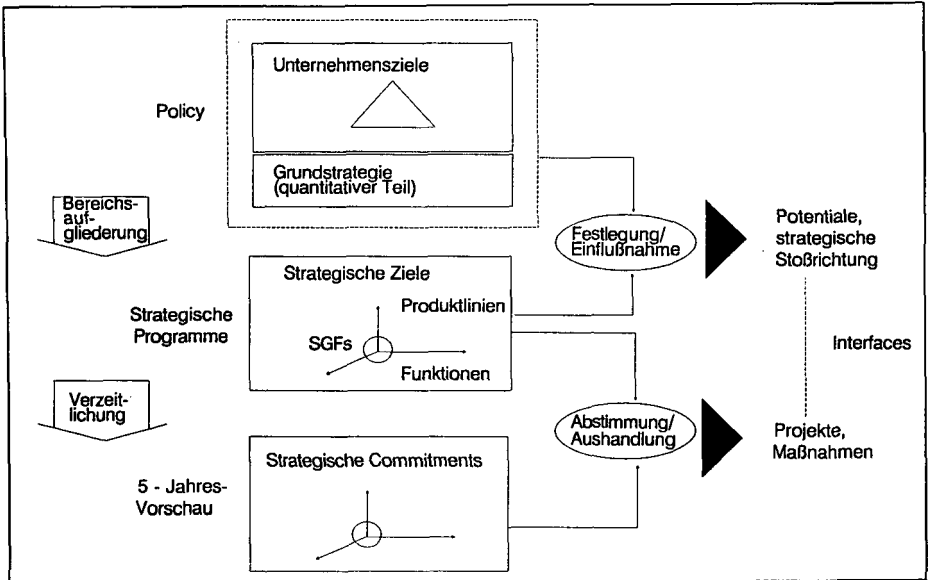 Unternehmensziele
Policy
Grundstrategie
(quantitativer Teil)
Bereichs-
auf-
gliederung
Festlegung/
Einflußnahme
Potentiale,
strategische
Stoßrichtung
Strategische Ziele
Produktlinien
Strategische
Programme
SGFs
Funktionen
Interfaces
Verzeit-
lichung
Abstimmung/
Aushandlung
Projekte,
Maßnahmen
Strategische Commitments
5 - Jahres-
Vorschau